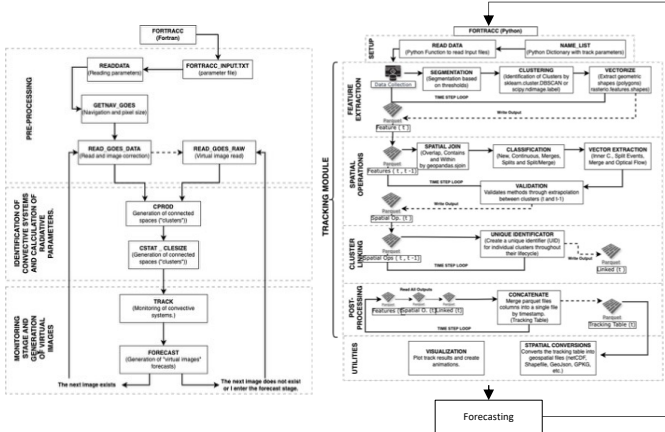 FORTRACC
(Fortran)
READDATA
(Reading parameters)
FORTRACC_INPUT.TXT
(parameter file)
GETNAV_GOES
(Navigation and pixel size)
READ_GOES_DATA
(Read and image correction)
READ_GOES_RAW
(Virtual image read)
PRE-PROCESSING
CPROD
Generation of connected
spaces ("clusters"))
CSTAT _ CLESIZE
(Generation of connected
spaces ("clusters"))
IDENTIFICATION OF
CONVECTIVE SYSTEMS
AND CALCULATION OF
RADIATIVE
PARAMETERS.
TRACK
(Monitoring of convective
systems.)
FORECAST
(Generation of "virtual images"
forecasts)
MONITORING
STAGE AND
GENERATION
OF VIRTUAL
IMAGES
The next image exists
The next image does not exist
or I enter the forecast stage.
FORTRACC (Python)
SETUP
READ DATA
(Python Function to read Input files)
NAME_LIST
(Python Dictionary with track parameters)
TRACKING MODULE
FEATURE
EXTRACTION
Data Collection
SEGMENTATION
(Segmentation based
on thresholds)
CLUSTERING
(Identification of Clusters by
sklearn.cluster.DBSCAN or
scipy.ndimage.label)
VECTORIZE
(Extract geometric
shapes (polygons)
rasterio.features.shapes)
TIME STEP LOOP
Write Output
Parquet
Feature ( t )
SPATIAL
OPERATIONS
Parquet
Features ( t , t-1 )
SPATIAL JOIN
(Overlap, Contains and
Within by
geopandas.sjoin
CLASSIFICATION
(New, Continuous, Merges,
Splits and Split/Merge)
VECTOR EXTRACTION
(Inner C., Split Events,
Merge and Optical Flow)
TIME STEP LOOP
VALIDATION
Validates methods through extrapolation
between clusters (t and t-1)
Write Output
Parquet
Spatial Op. (t )
CLUSTER
LINKING
Parquet
Spatial Ops ( t , t-1)
UNIQUE IDENTIFICATOR
(Create a unique identifier (UID)
for individual clusters throughout
their lifecycle)
TIME STEP LOOP
Write Output
Parquet
Linked (t )
POST-
PROCESSING
Read All Outputs
Parquet
Parquet
Parquet
Features (t)
Spatial O. (t)
Linked (t)
CONCATENATE
Merge parquet files
columns into a single file
by timestamp.
(Tracking Table)
TIME STEP LOOP
Parquet
Tracking Table (t)
UTILITIES
VISUALIZATION
Plot track results and create
animations.
SPATIAL CONVERSIONS
Converts the tracking table into
geospatial files (netCDF,
Shapefile, GeoJson, GPKG,
etc.)
Forecasting